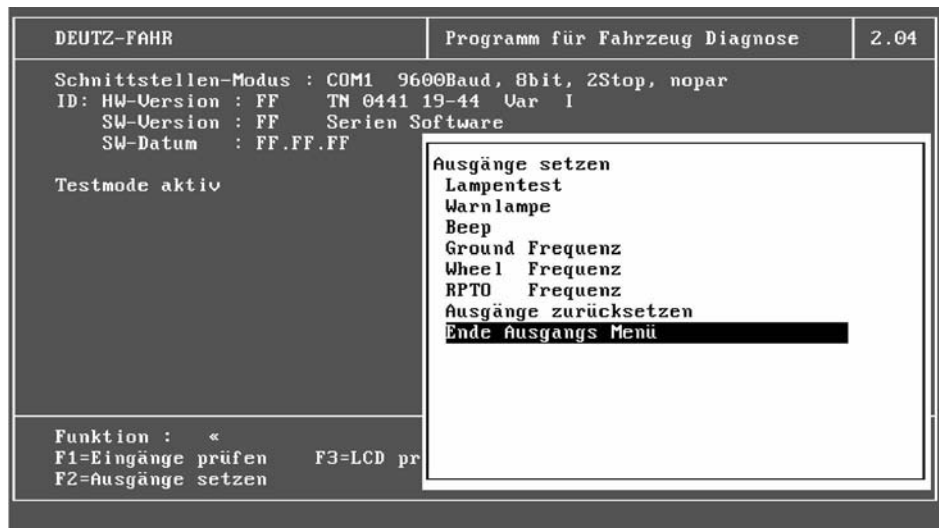 DEUTZ-FAHR Programm für Fahrzeug Diagnose 2.04
Schnittstellen-Modus : COM1 9600Baud, 8bit, 2Stop, nopar
ID: HW-Version : FF TN 0441 19-44 Var I
SW-Version : FF Serien Software
SW-Datum : FF.FF.FF
Testmode aktiv
Ausgänge setzen
Lampentest
Warnlampe
Beep
Ground Frequenz
Wheel Frequenz
RPTO Frequenz
Ausgänge zurücksetzen
Ende Ausgangs Menü
Funktion : «
F1=Eingänge prüfen F3=LCD pr
F2=Ausgänge setzen